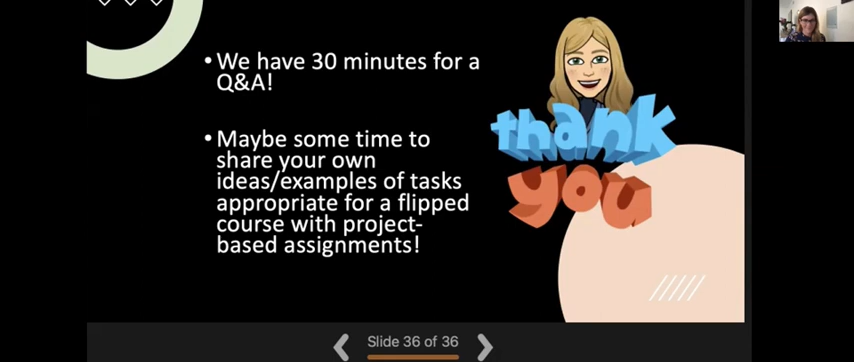 • We have 30 minutes for a
Q&A!
• Maybe some time to
share your own
ideas/examples of tasks
appropriate for a flipped
course with project-
based assignments!
thank
you
Slide 36 of 36